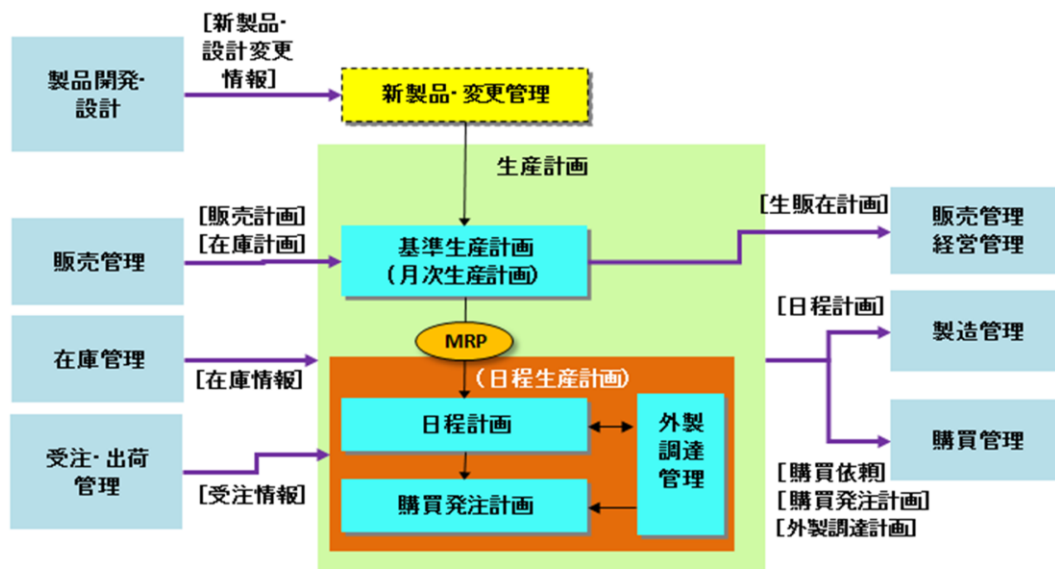 [新製品・
設計変更
情報]
製品開発・
設計
新製品・変更管理
生産計画
[販売計画]
[在庫計画]
販売管理
基準生産計画
(月次生産計画)
[生販在計画]
販売管理
経営管理
MRP
在庫管理
[在庫情報]
[日程計画]
製造管理
(日程生産計画)
日程計画
外製
調達
管理
購買発注計画
受注・出荷
管理
[受注情報]
購買管理
[購買依頼]
[購買発注計画]
[外製調達計画]